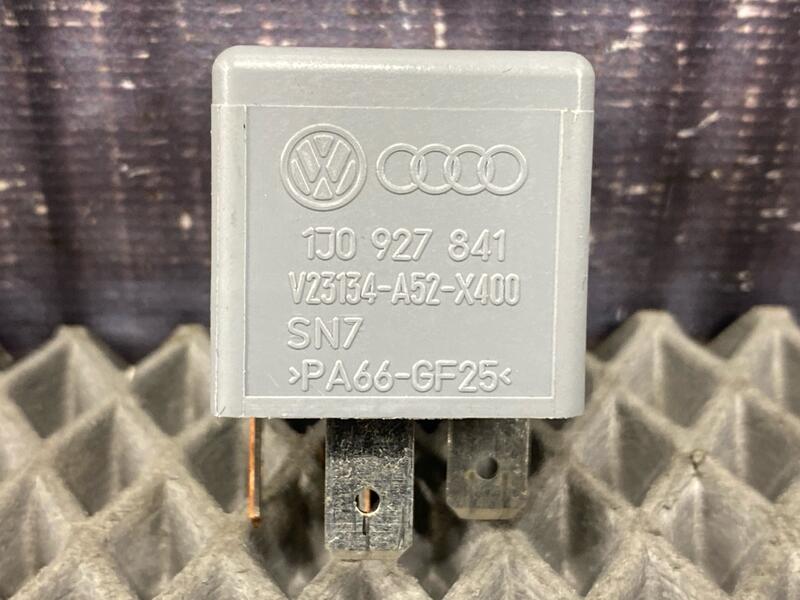 1J0 927 841
V23134-A52-X400
SN7
>PA66-GF25<